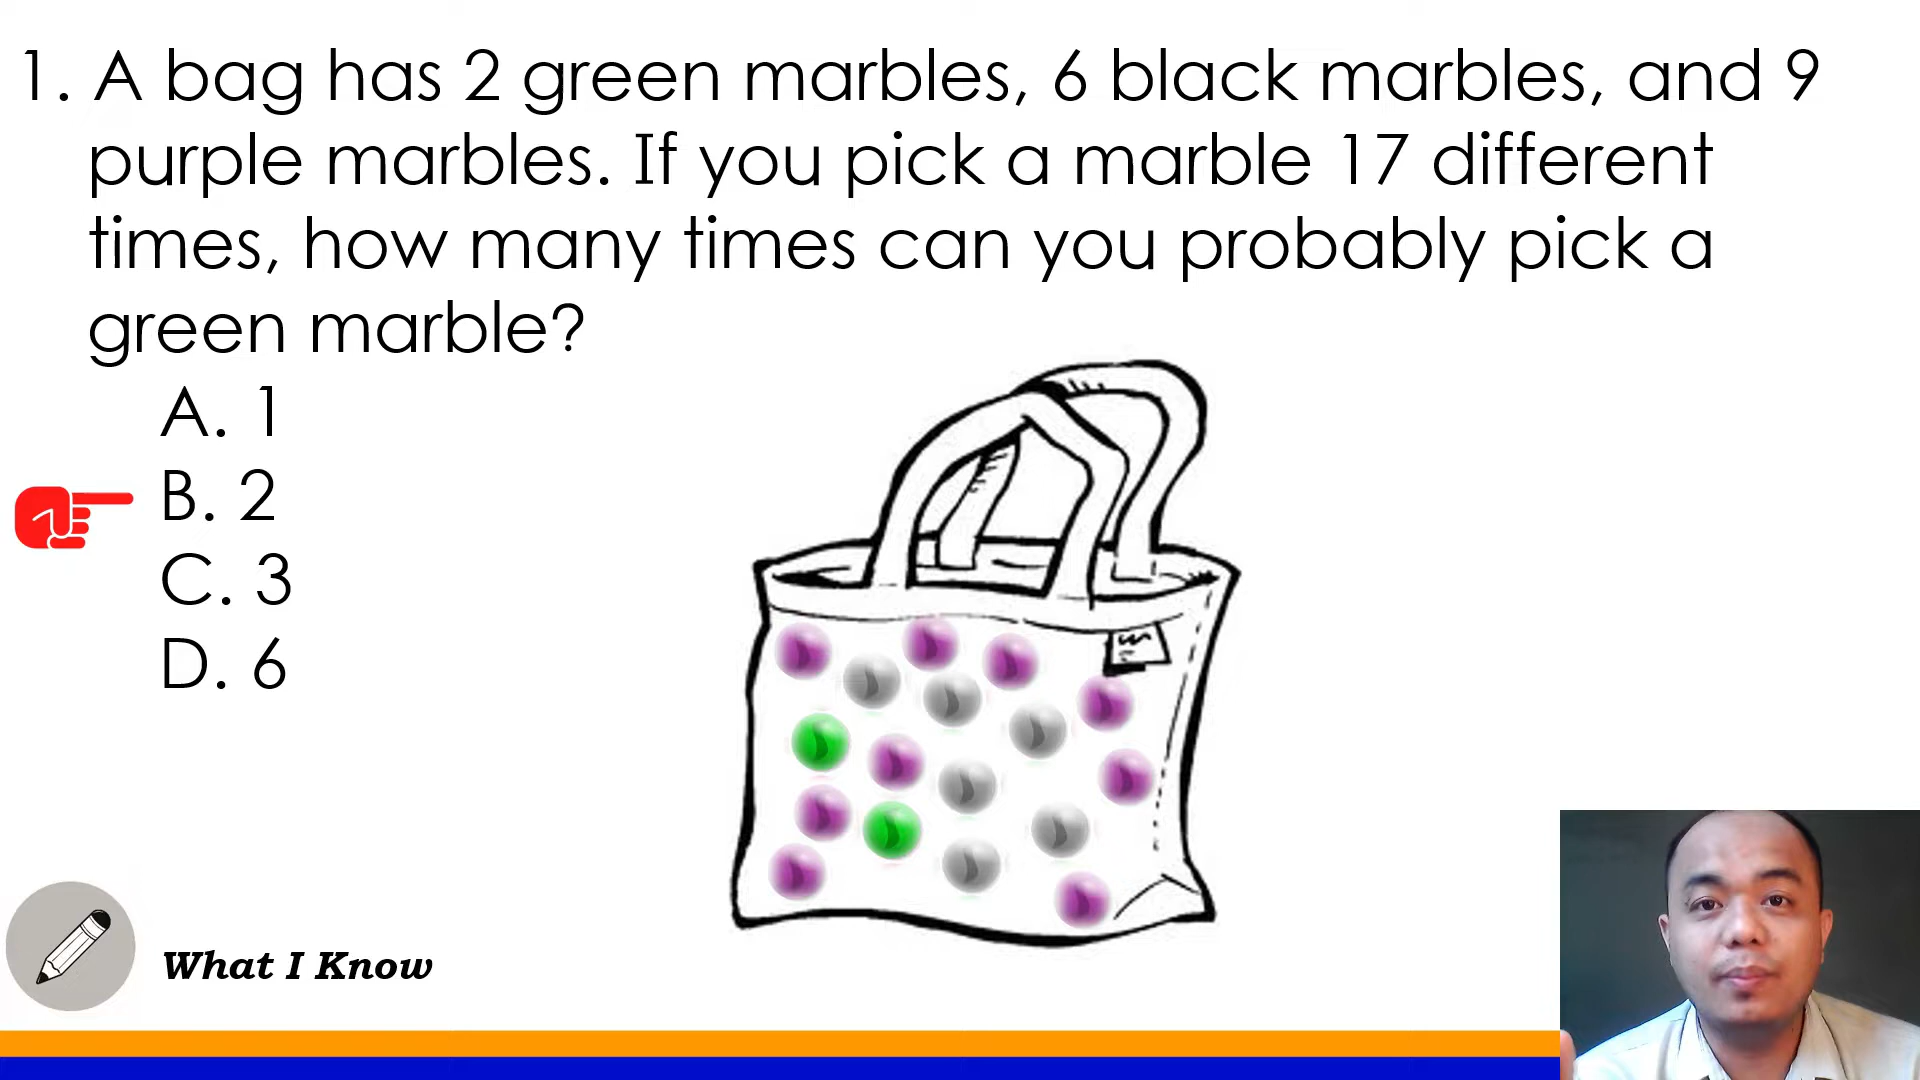 1. A bag has 2 green marbles, 6 black marbles, and 9
purple marbles. If you pick a marble 17 different
times, how many times can you probably pick a
green marble?
A. 1
B. 2
C. 3
D. 6
What I Know